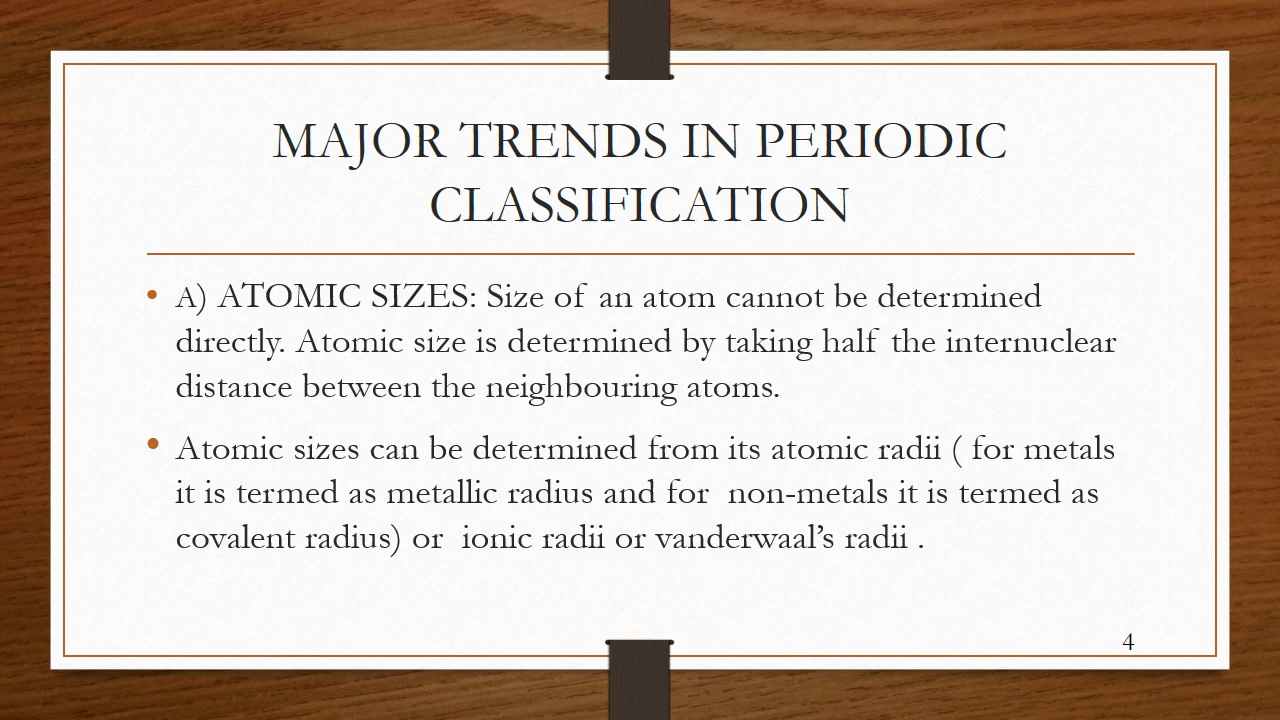 MAJOR TRENDS IN PERIODIC
CLASSIFICATION
• A) ATOMIC SIZES: Size of an atom cannot be determined
directly. Atomic size is determined by taking half the internuclear
distance between the neighbouring atoms.
• Atomic sizes can be determined from its atomic radii ( for metals
it is termed as metallic radius and for  non-metals it is termed as
covalent radius) or  ionic radii or vanderwaal’s radii .
4